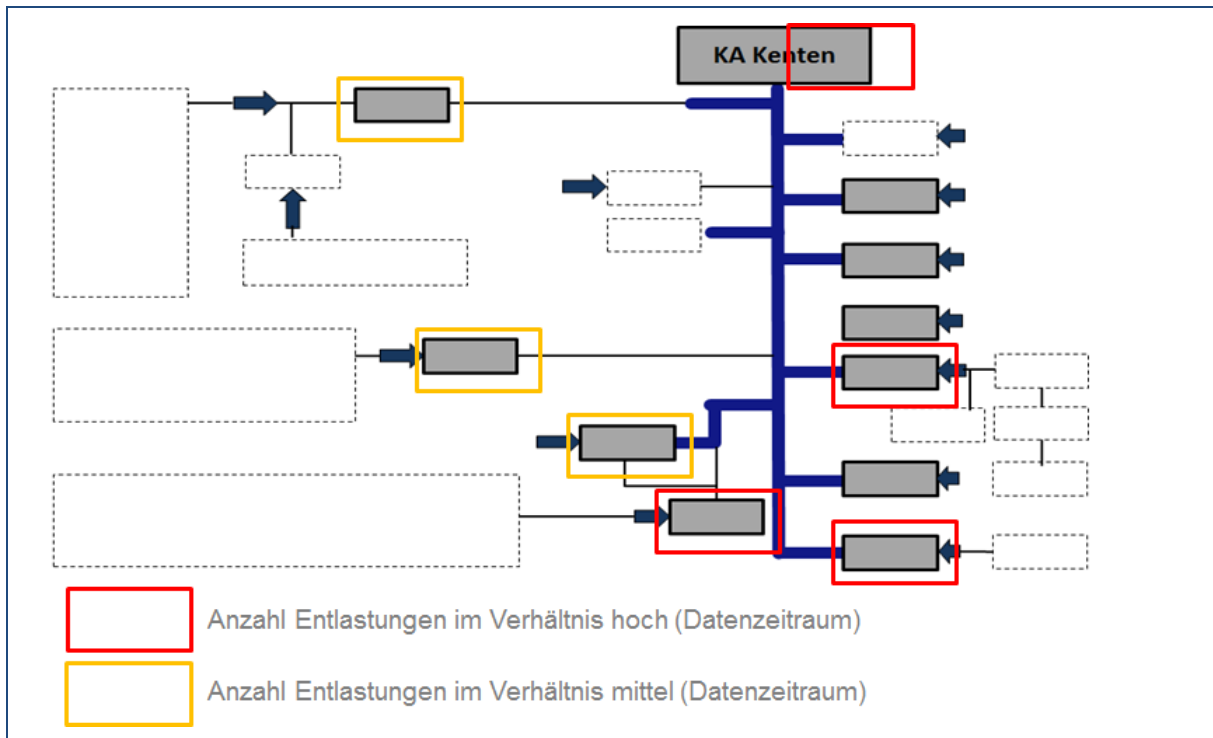 KA Kenten
Anzahl Entlastungen im Verhältnis hoch (Datenzeitraum)
Anzahl Entlastungen im Verhältnis mittel (Datenzeitraum)